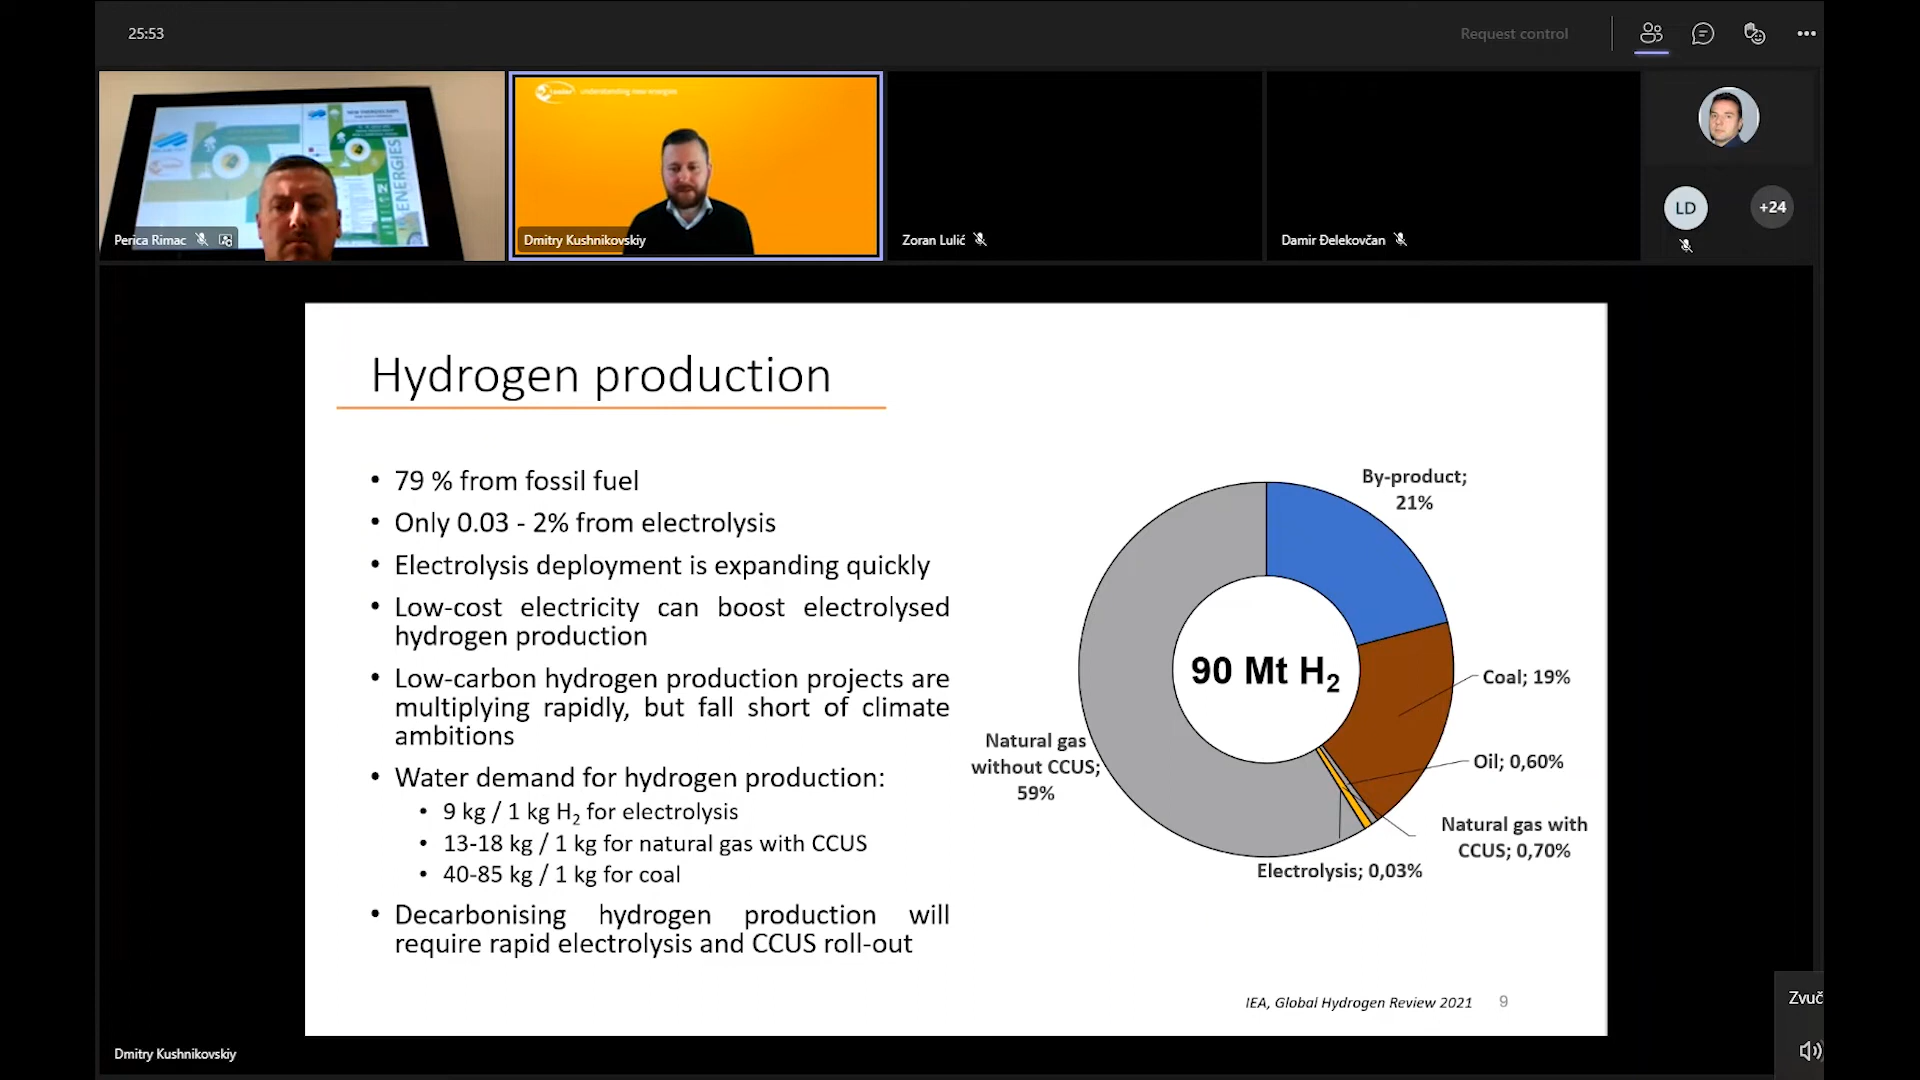 25:53
Request control
understanding new energies
ENERGIES
Perica Rimac
Dmitry Kushnikovskiy
Zoran Lulić
Damir Đelekovčan
LD
+24
Hydrogen production
• 79 % from fossil fuel
• Only 0.03 - 2% from electrolysis
• Electrolysis deployment is expanding quickly
• Low-cost electricity can boost electrolysed
hydrogen production
• Low-carbon hydrogen production projects are
multiplying rapidly, but fall short of climate
ambitions
• Water demand for hydrogen production:
• 9 kg / 1 kg H₂ for electrolysis
• 13-18 kg / 1 kg for natural gas with CCUS
• 40-85 kg / 1 kg for coal
• Decarbonising hydrogen production will
require rapid electrolysis and CCUS roll-out
By-product;
21%
Coal; 19%
Oil; 0,60%
Natural gas with
CCUS; 0,70%
Electrolysis; 0,03%
Natural gas
without CCUS;
59%
90 Mt H₂
IEA, Global Hydrogen Review 2021
9
Zvuč
Dmitry Kushnikovskiy